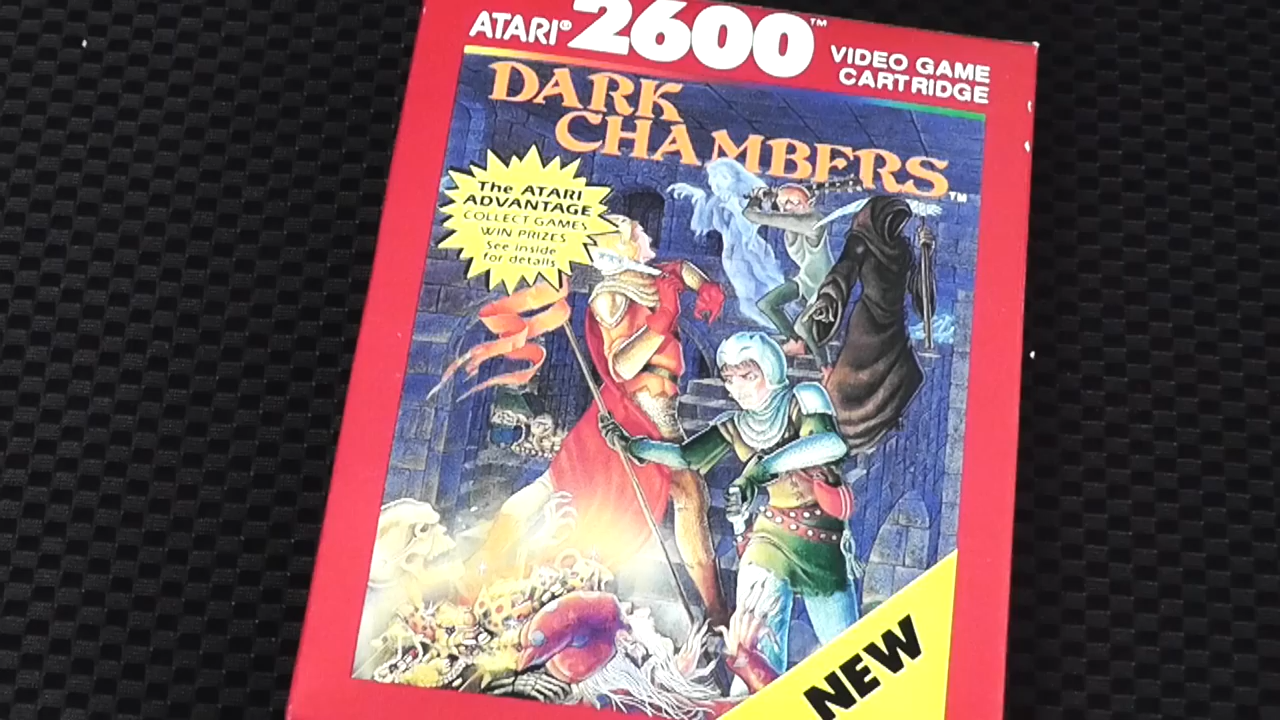 ATARI® 2600™
VIDEO GAME
CARTRIDGE
DARK
CHAMBERS™
The ATARI
ADVANTAGE
COLLECT GAMES
WIN PRIZES
See inside
for details
NEW